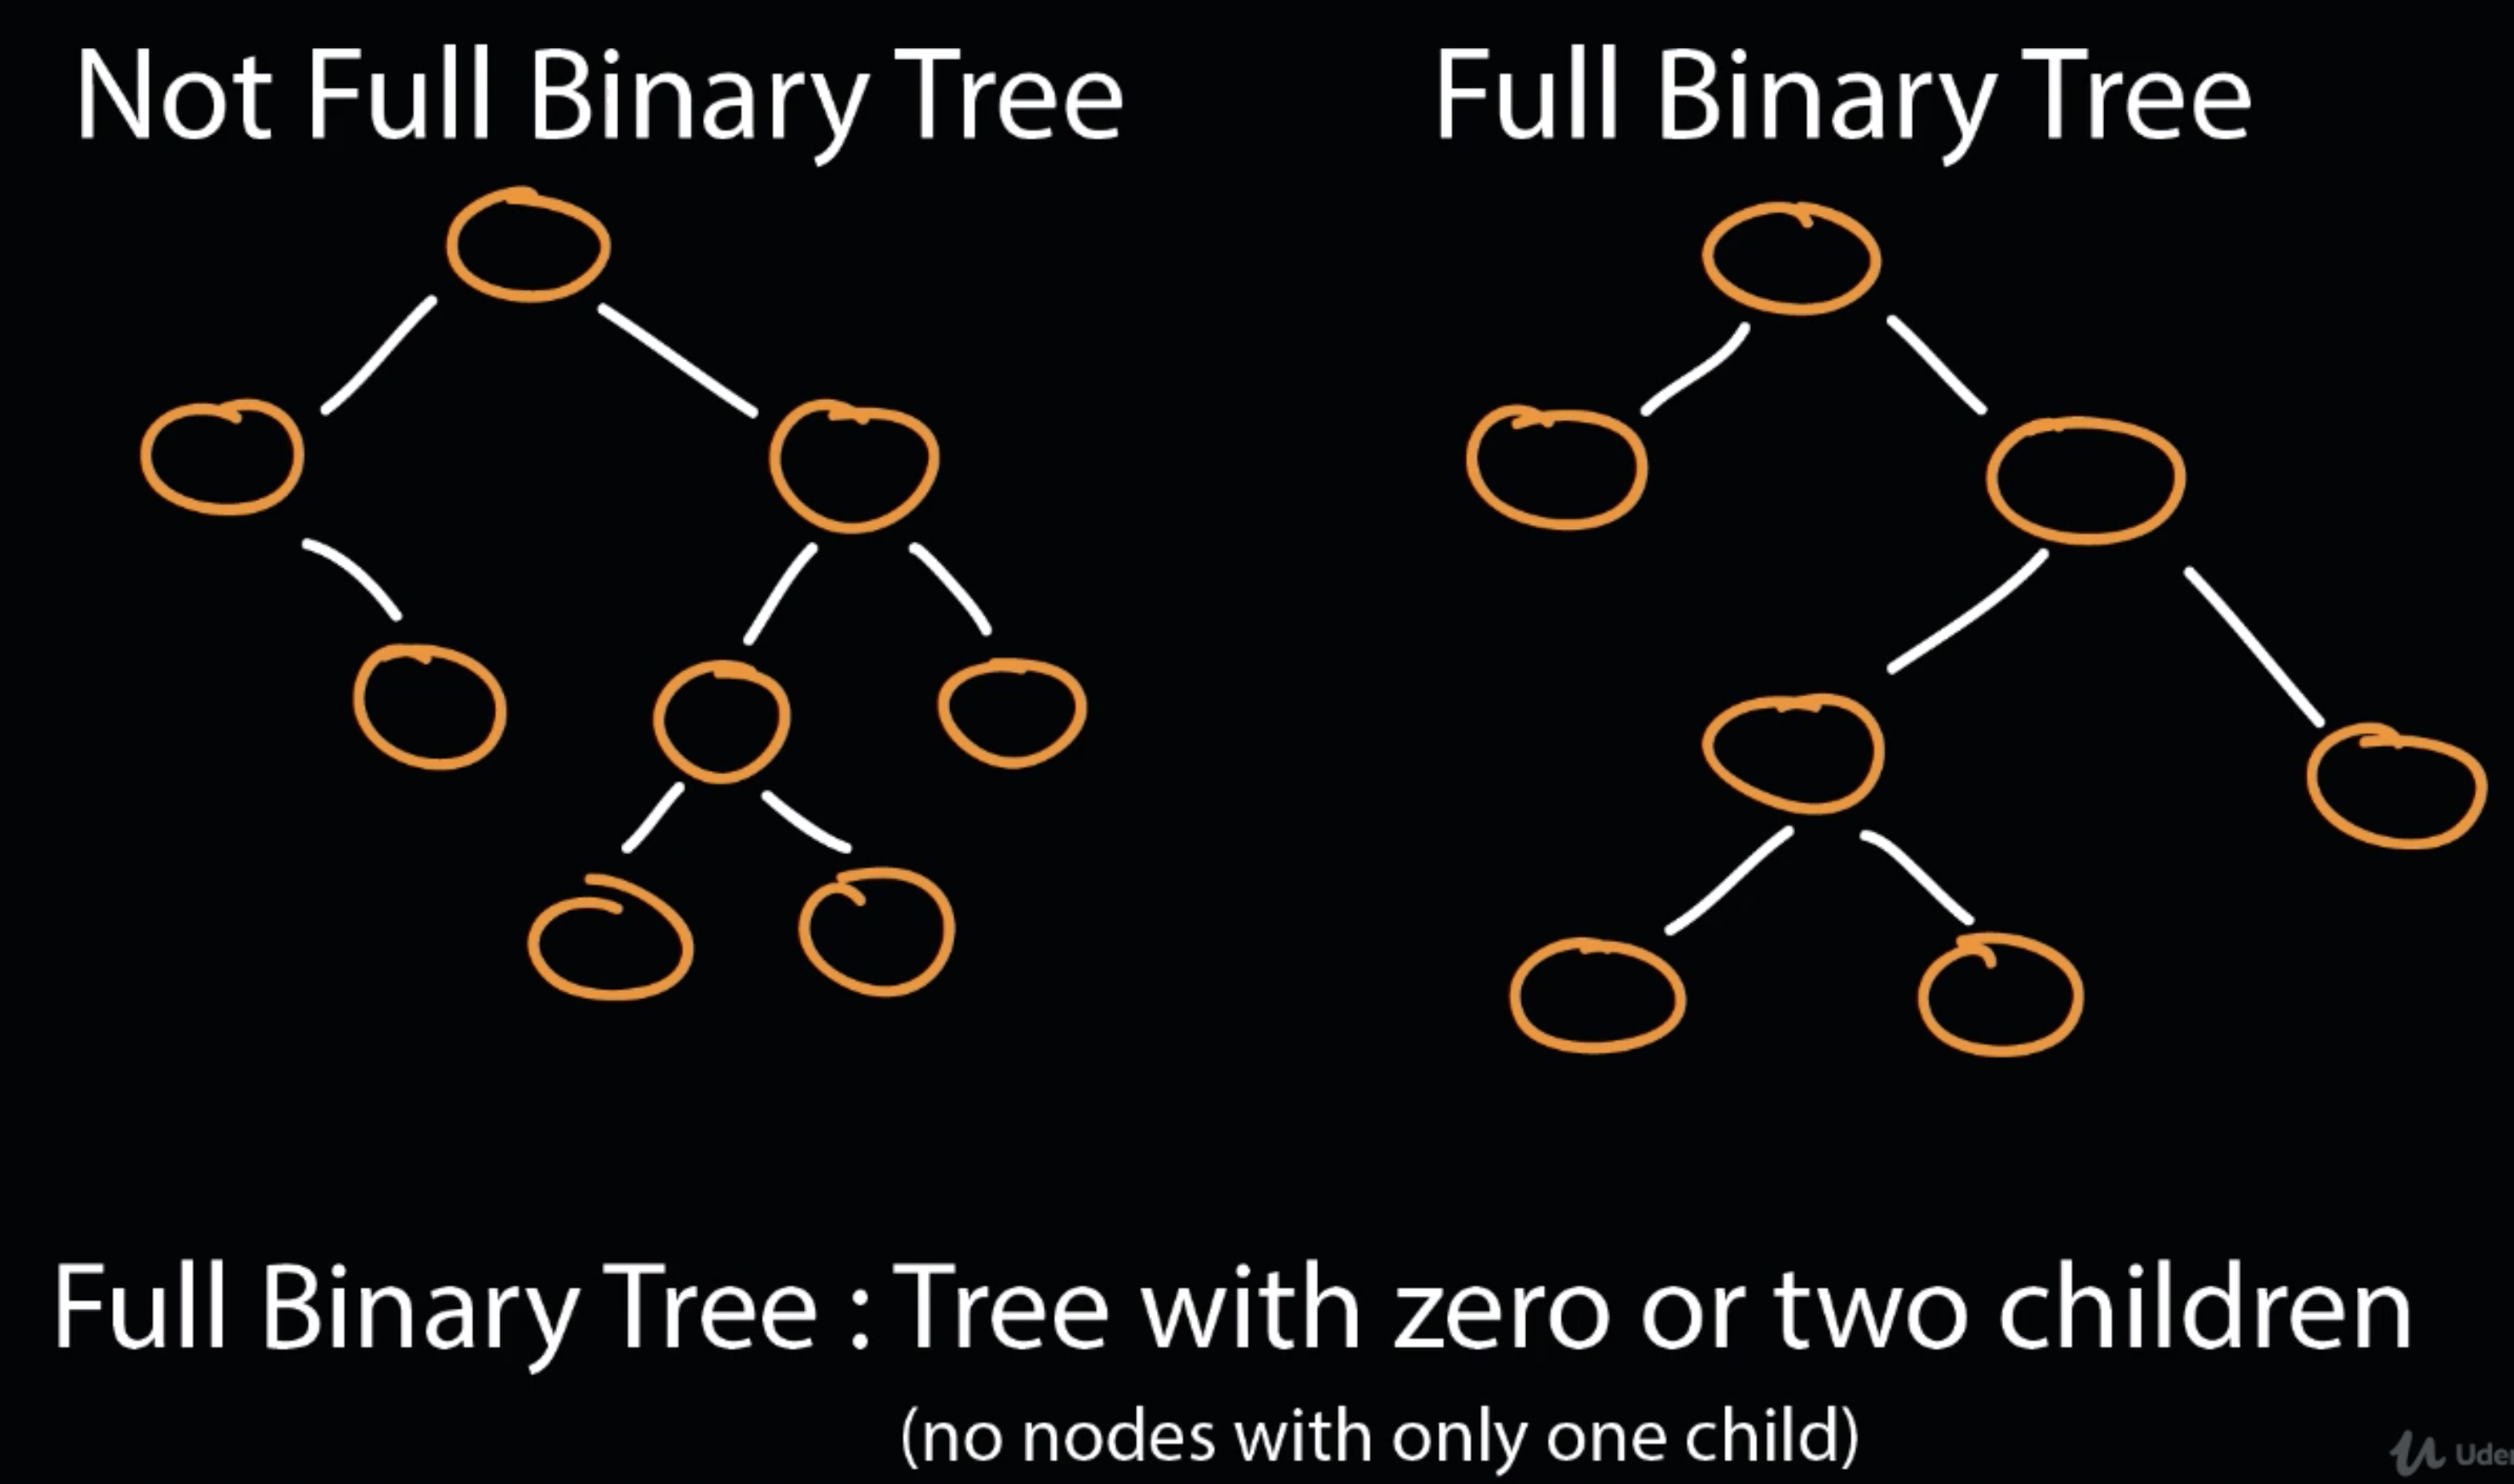 Not Full Binary Tree
Full Binary Tree
Full Binary Tree : Tree with zero or two children
(no nodes with only one child)